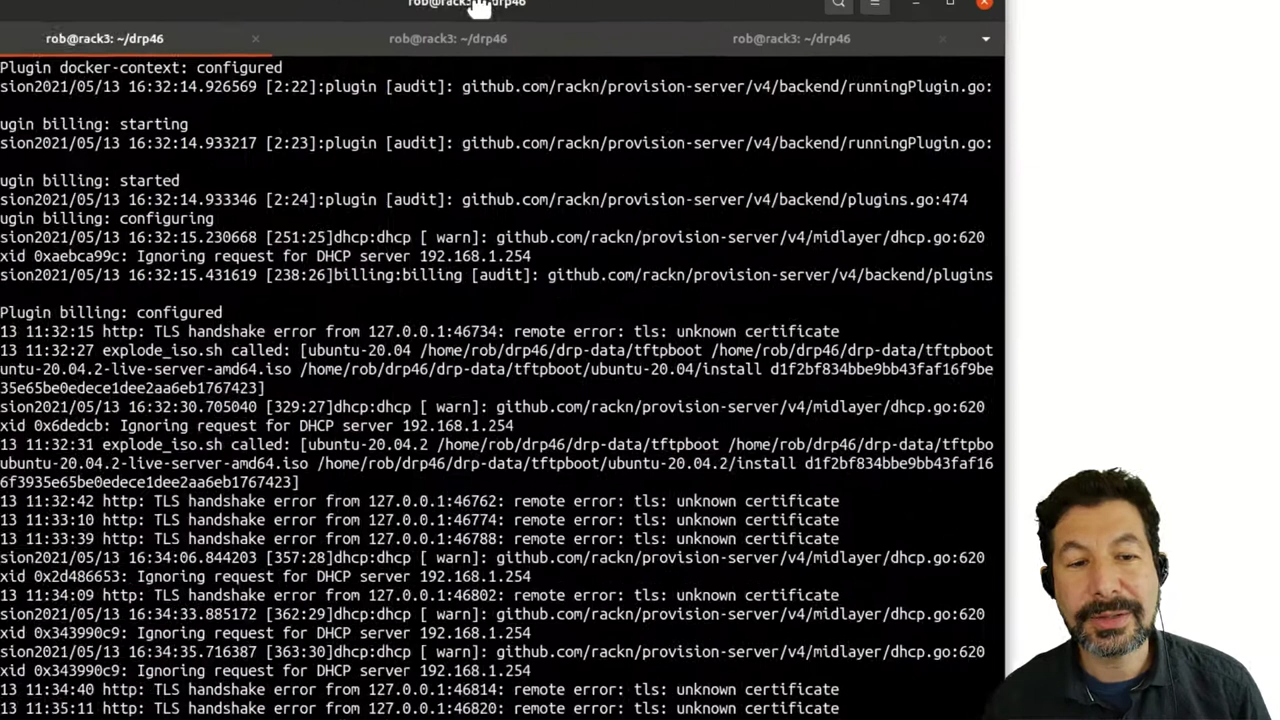 rob@rack3: ~/drp46
rob@rack3: ~/drp46
rob@rack3: ~/drp46
rob@rack3: ~/drp46
Plugin docker-context: configured
sion2021/05/13 16:32:14.926569 [2:22]:plugin [audit]: github.com/rackn/provision-server/v4/backend/runningPlugin.go:
ugin billing: starting
sion2021/05/13 16:32:14.933217 [2:23]:plugin [audit]: github.com/rackn/provision-server/v4/backend/runningPlugin.go:
ugin billing: started
sion2021/05/13 16:32:14.933346 [2:24]:plugin [audit]: github.com/rackn/provision-server/v4/backend/plugins.go:474
ugin billing: configuring
sion2021/05/13 16:32:15.230668 [251:25]dhcp:dhcp [ warn]: github.com/rackn/provision-server/v4/midlayer/dhcp.go:620
xid 0xaebca99c: Ignoring request for DHCP server 192.168.1.254
sion2021/05/13 16:32:15.431619 [238:26]billing:billing [audit]: github.com/rackn/provision-server/v4/backend/plugins
Plugin billing: configured
13 11:32:15 http: TLS handshake error from 127.0.0.1:46734: remote error: tls: unknown certificate
13 11:32:27 explode_iso.sh called: [ubuntu-20.04 /home/rob/drp46/drp-data/tftpboot /home/rob/drp46/drp-data/tftpboot
untu-20.04.2-live-server-amd64.iso /home/rob/drp46/drp-data/tftpboot/ubuntu-20.04/install d1f2bf834bbe9bb43faf16f9be
35e65be0edece1dee2aa6eb1767423]
sion2021/05/13 16:32:30.705040 [329:27]dhcp:dhcp [ warn]: github.com/rackn/provision-server/v4/midlayer/dhcp.go:620
xid 0x6dedcb: Ignoring request for DHCP server 192.168.1.254
13 11:32:31 explode_iso.sh called: [ubuntu-20.04.2 /home/rob/drp46/drp-data/tftpboot /home/rob/drp46/drp-data/tftpbo
ubuntu-20.04.2-live-server-amd64.iso /home/rob/drp46/drp-data/tftpboot/ubuntu-20.04.2/install d1f2bf834bbe9bb43faf16
6f3935e65be0edece1dee2aa6eb1767423]
13 11:32:42 http: TLS handshake error from 127.0.0.1:46762: remote error: tls: unknown certificate
13 11:33:10 http: TLS handshake error from 127.0.0.1:46774: remote error: tls: unknown certificate
13 11:33:39 http: TLS handshake error from 127.0.0.1:46788: remote error: tls: unknown certificate
sion2021/05/13 16:34:06.844203 [357:28]dhcp:dhcp [ warn]: github.com/rackn/provision-server/v4/midlayer/dhcp.go:620
xid 0x2d486653: Ignoring request for DHCP server 192.168.1.254
13 11:34:09 http: TLS handshake error from 127.0.0.1:46802: remote error: tls: unknown certificate
sion2021/05/13 16:34:33.885172 [362:29]dhcp:dhcp [ warn]: github.com/rackn/provision-server/v4/midlayer/dhcp.go:620
xid 0x343990c9: Ignoring request for DHCP server 192.168.1.254
sion2021/05/13 16:34:35.716387 [363:30]dhcp:dhcp [ warn]: github.com/rackn/provision-server/v4/midlayer/dhcp.go:620
xid 0x343990c9: Ignoring request for DHCP server 192.168.1.254
13 11:34:40 http: TLS handshake error from 127.0.0.1:46814: remote error: tls: unknown certificate
13 11:35:11 http: TLS handshake error from 127.0.0.1:46820: remote error: tls: unknown certificate